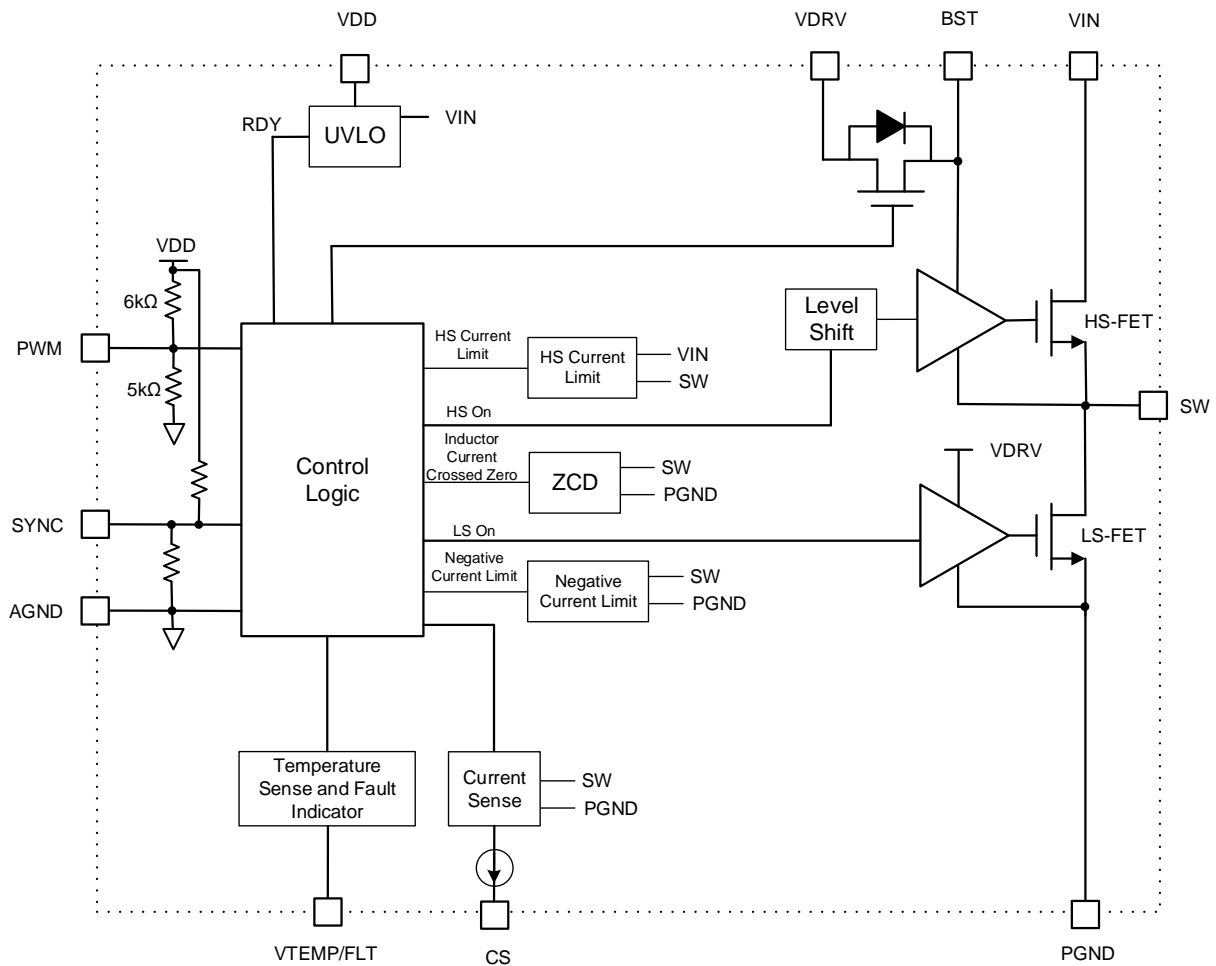 VDD
VDRV
BST
VIN
RDY
UVLO
VIN
VDD
6kΩ
PWM
5kΩ
Level
Shift
HS-FET
HS Current
Limit
HS Current
Limit
VIN
SW
HS On
SW
Control
Logic
Inductor
Current
Crossed Zero
ZCD
SW
PGND
VDRV
SYNC
LS On
LS-FET
Negative
Current Limit
Negative
Current Limit
SW
PGND
AGND
Temperature
Sense and Fault
Indicator
Current
Sense
SW
PGND
VTEMP/FLT
CS
PGND